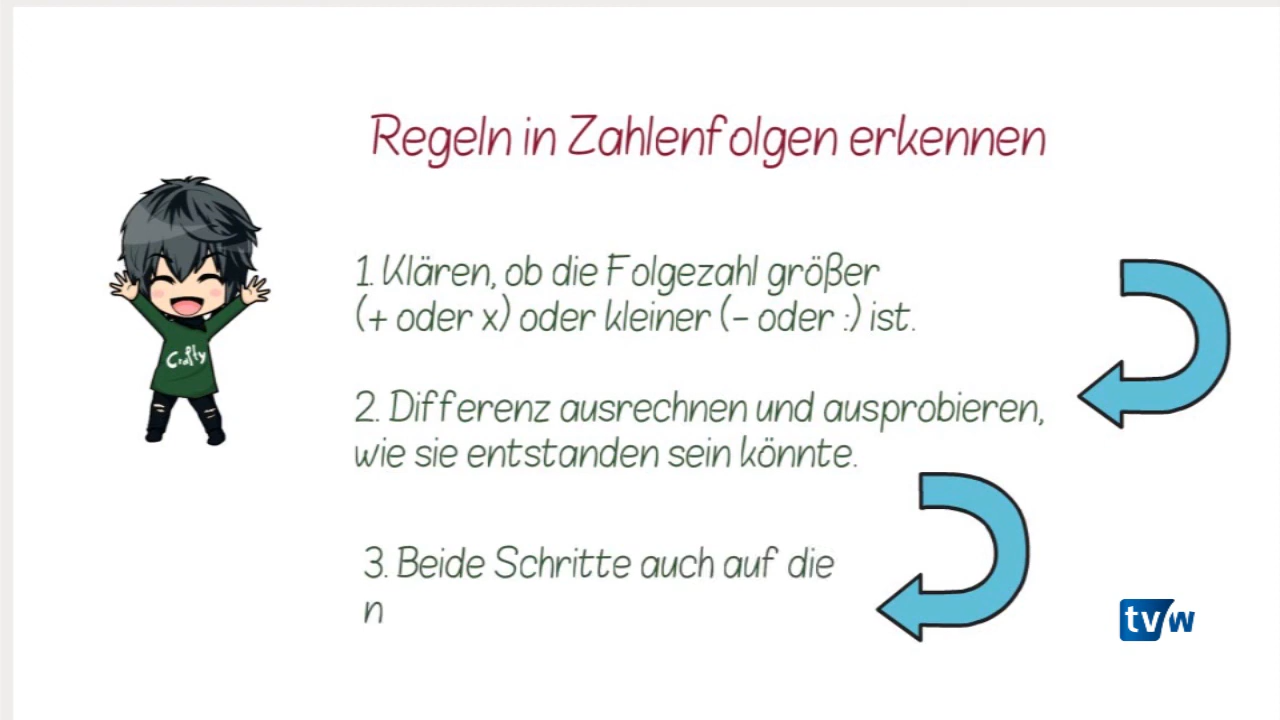 Regeln in Zahlenfolgen erkennen
1. Klären, ob die Folgezahl größer
(+ oder x) oder kleiner (- oder :) ist.
2. Differenz ausrechnen und ausprobieren,
wie sie entstanden sein könnte.
3. Beide Schritte auch auf die
n
Crafty
tvw